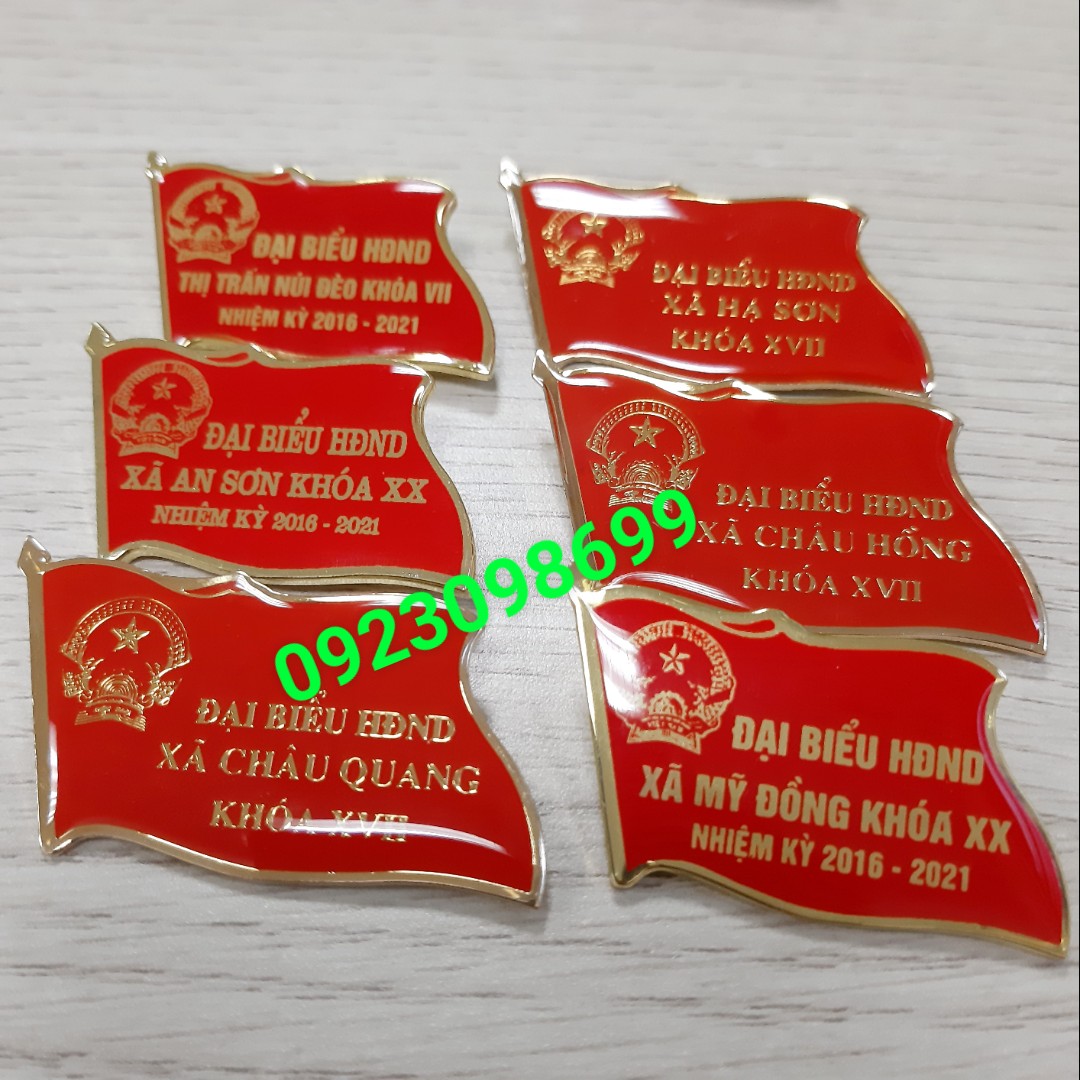 ĐẠI BIỂU HĐND
THỊ TRẤN NÚI ĐÈO KHÓA VII
NHIỆM KỲ 2016 - 2021
ĐẠI BIỂU HĐND
XÃ HẠ SƠN
KHÓA XVII
ĐẠI BIỂU HĐND
XÃ AN SƠN KHÓA XX
NHIỆM KỲ 2016 - 2021
ĐẠI BIỂU HĐND
XÃ CHÂU HỒNG
KHÓA XVII
0923098699
ĐẠI BIỂU HĐND
XÃ CHÂU QUANG
KHÓA XVII
ĐẠI BIỂU HĐND
XÃ MỸ ĐỒNG KHÓA XX
NHIỆM KỲ 2016 - 2021